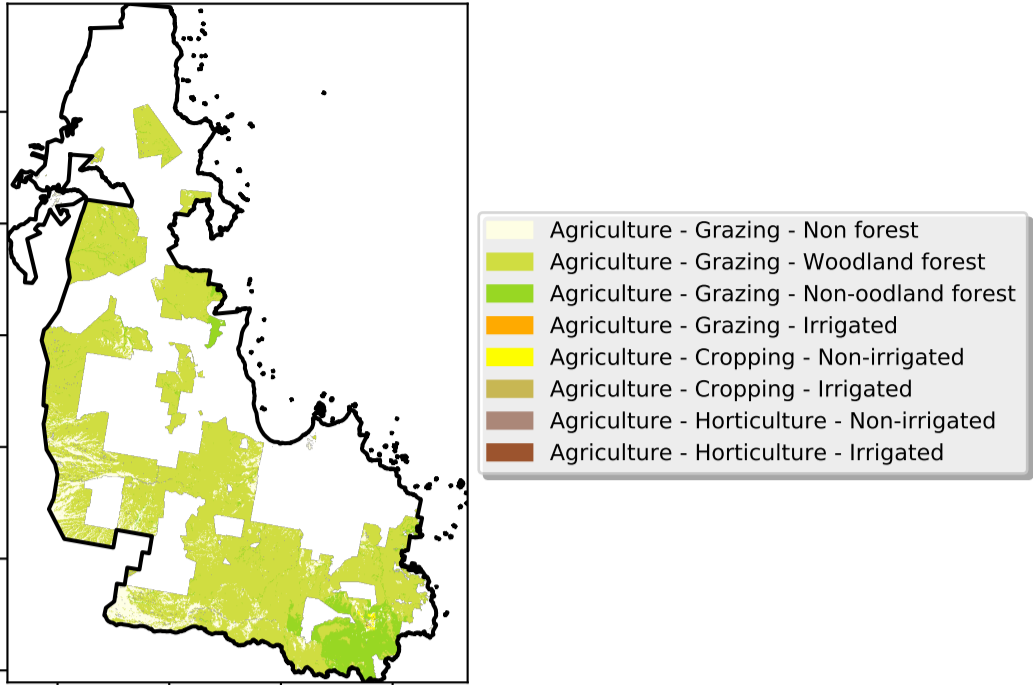 Agriculture - Grazing - Non forest
Agriculture - Grazing - Woodland forest
Agriculture - Grazing - Non-oodland forest
Agriculture - Grazing - Irrigated
Agriculture - Cropping - Non-irrigated
Agriculture - Cropping - Irrigated
Agriculture - Horticulture - Non-irrigated
Agriculture - Horticulture - Irrigated